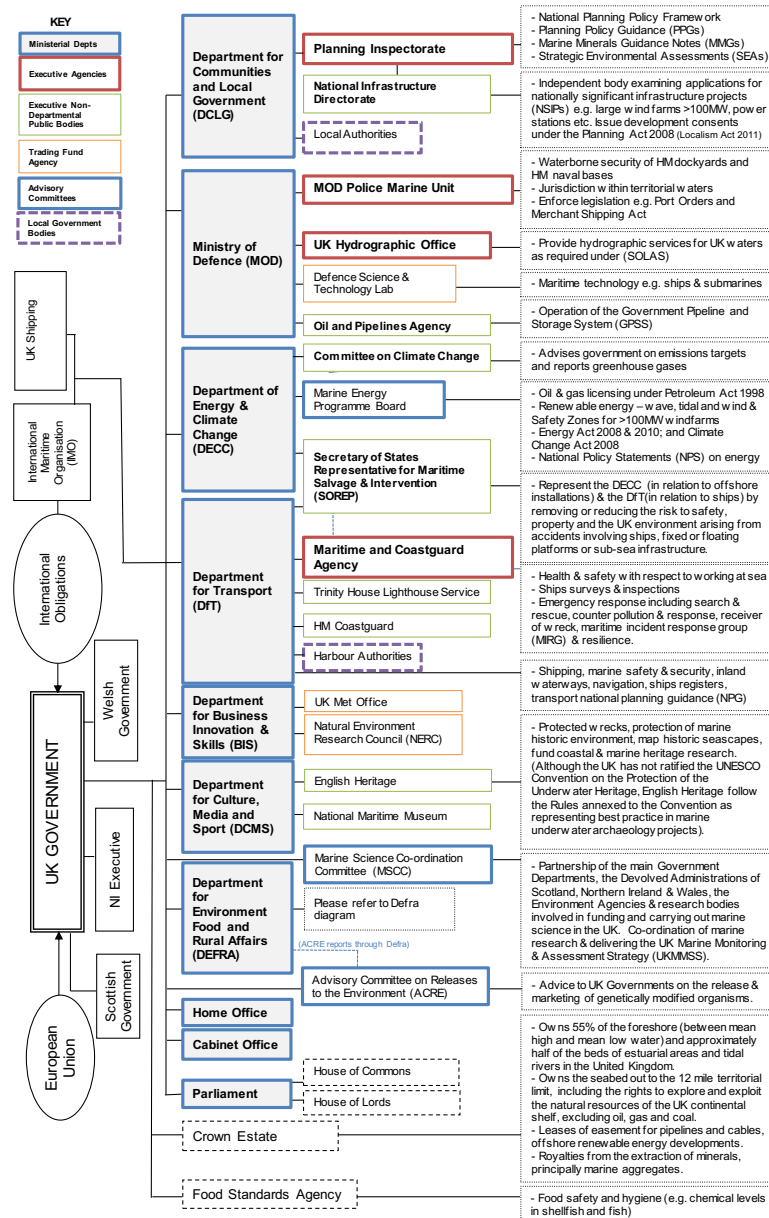 KEY
Ministerial Depts
Executive Agencies
Executive Non-
Departmental
Public Bodies
Trading Fund
Agency
Advisory
Committees
Local Government
Bodies
UK Shipping
International
Maritime
Organisation
(IMO)
International
Obligations
Welsh
Government
UK GOVERNMENT
NI Executive
Scottish
Government
European
Union
Department for
Communities
and Local
Government
(DCLG)
Planning Inspectorate
National Infrastructure
Directorate
Local Authorities
- National Planning Policy Framework
- Planning Policy Guidance (PPGs)
- Marine Minerals Guidance Notes (MMGs)
- Strategic Environmental Assessments (SEAs)
- Independent body examining applications for
nationally significant infrastructure projects
(NSIPs) e.g. large wind farms >100MW, power
stations etc. Issue development consents
under the Planning Act 2008 (Localism Act 2011)
Ministry of
Defence (MOD)
MOD Police Marine Unit
UK Hydrographic Office
Defence Science &
Technology Lab
Oil and Pipelines Agency
- Waterborne security of HM dockyards and
HM naval bases
- Jurisdiction within territorial waters
- Enforce legislation e.g. Port Orders and
Merchant Shipping Act
- Provide hydrographic services for UK waters
as required under (SOLAS)
- Maritime technology e.g. ships & submarines
- Operation of the Government Pipeline and
Storage System (GPSS)
Department of
Energy &
Climate
Change
(DECC)
Committee on Climate Change
Marine Energy
Programme Board
Secretary of States
Representative for Maritime
Salvage & Intervention
(SOREP)
- Advises government on emissions targets
and reports greenhouse gases
- Oil & gas licensing under Petroleum Act 1998
- Renewable energy – wave, tidal and wind &
Safety Zones for >100MW windfarms
- Energy Act 2008 & 2010; and Climate
Change Act 2008
- National Policy Statements (NPS) on energy
- Represent the DECC (in relation to offshore
installations) & the DfT(in relation to ships) by
removing or reducing the risk to safety,
property and the UK environment arising from
accidents involving ships, fixed or floating
platforms or sub-sea infrastructure.
Department
for Transport
(DfT)
Maritime and Coastguard
Agency
Trinity House Lighthouse Service
HM Coastguard
Harbour Authorities
- Health & safety with respect to working at sea
- Ships surveys & inspections
- Emergency response including search &
rescue, counter pollution & response, receiver
of wreck, maritime incident response group
(MIRG) & resilience.
- Shipping, marine safety & security, inland
waterways, navigation, ships registers,
transport national planning guidance (NPG)
Department
for Business
Innovation &
Skills (BIS)
UK Met Office
Natural Environment
Research Council (NERC)
Department
for Culture,
Media and
Sport (DCMS)
English Heritage
National Maritime Museum
- Protected wrecks, protection of marine
historic environment, map historic seascapes,
fund coastal & marine heritage research.
(Although the UK has not ratified the UNESCO
Convention on the Protection of the
Underwater Heritage, English Heritage follow
the Rules annexed to the Convention as
representing best practice in marine
underwater archaeology projects).
Department
for
Environment
Food and
Rural Affairs
(DEFRA)
Marine Science Co-ordination
Committee (MSCC)
Please refer to Defra
diagram
(ACRE reports through Defra)
Advisory Committee on Releases
to the Environment (ACRE)
- Partnership of the main Government
Departments, the Devolved Administrations of
Scotland, Northern Ireland & Wales, the
Environment Agencies & research bodies
involved in funding and carrying out marine
science in the UK. Co-ordination of marine
research & delivering the UK Marine Monitoring
& Assessment Strategy (UKMMSS).
- Advice to UK Governments on the release &
marketing of genetically modified organisms.
Home Office
Cabinet Office
Parliament
House of Commons
House of Lords
Crown Estate
- Owns 55% of the foreshore (between mean
high and mean low water) and approximately
half of the beds of estuarial areas and tidal
rivers in the United Kingdom.
- Owns the seabed out to the 12 mile territorial
limit, including the rights to explore and exploit
the natural resources of the UK continental
shelf, excluding oil, gas and coal.
- Leases of easement for pipelines and cables,
offshore renewable energy developments.
- Royalties from the extraction of minerals,
principally marine aggregates.
Food Standards Agency
- Food safety and hygiene (e.g. chemical levels
in shellfish and fish)